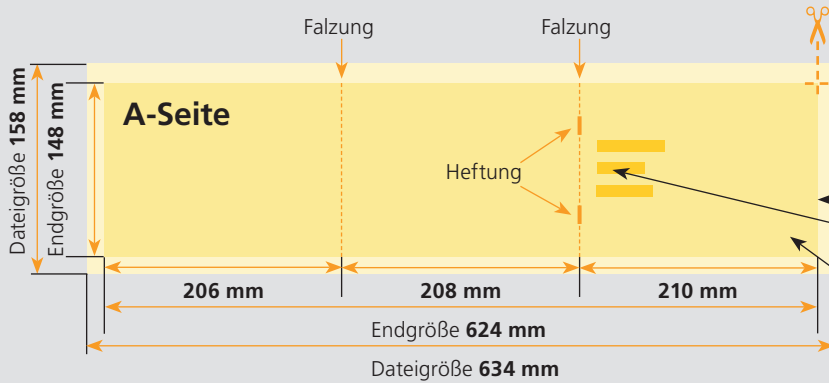 Falzung
Falzung
A-Seite
Dateigröße 158 mm
Endgröße 148 mm
Heftung
206 mm
208 mm
210 mm
Endgröße 624 mm
Dateigröße 634 mm